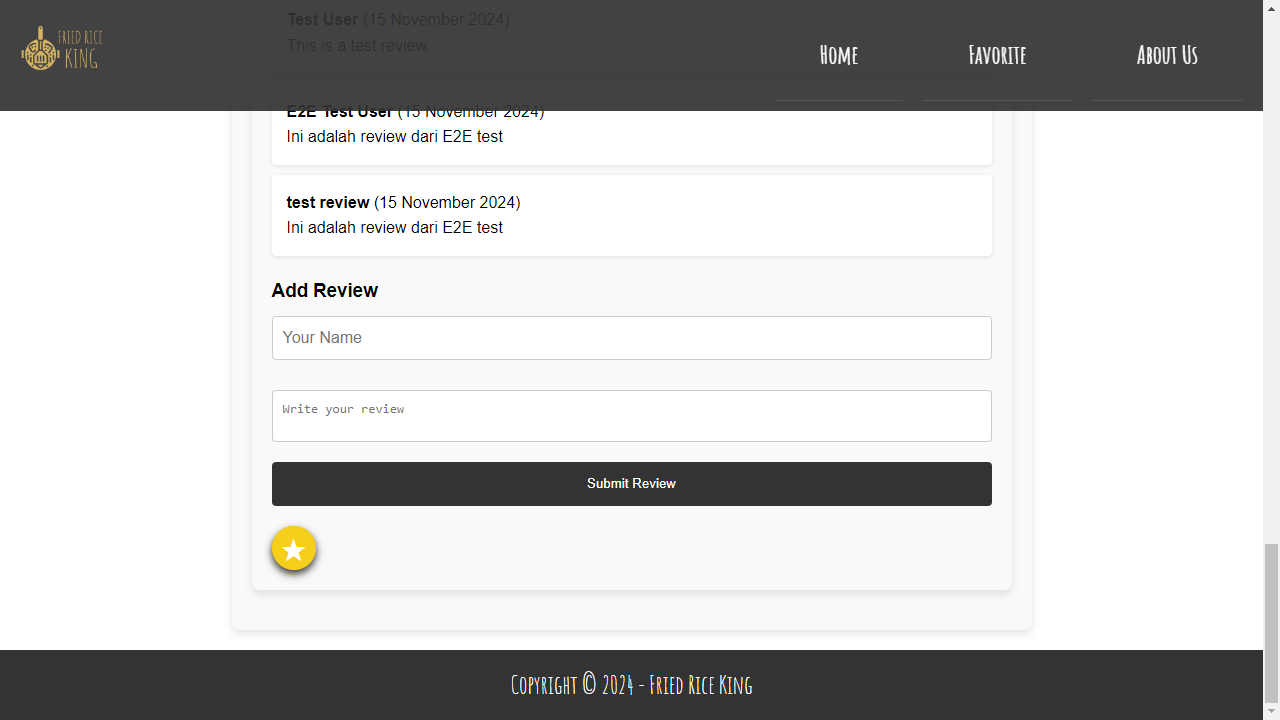 FRIED RICE
KING
Home
Favorite
About Us
Test User (15 November 2024)
This is a test review.
E2E Test User (15 November 2024)
Ini adalah review dari E2E test
test review (15 November 2024)
Ini adalah review dari E2E test
Add Review
Your Name
Write your review
Submit Review
Copyright © 2024 - Fried Rice King